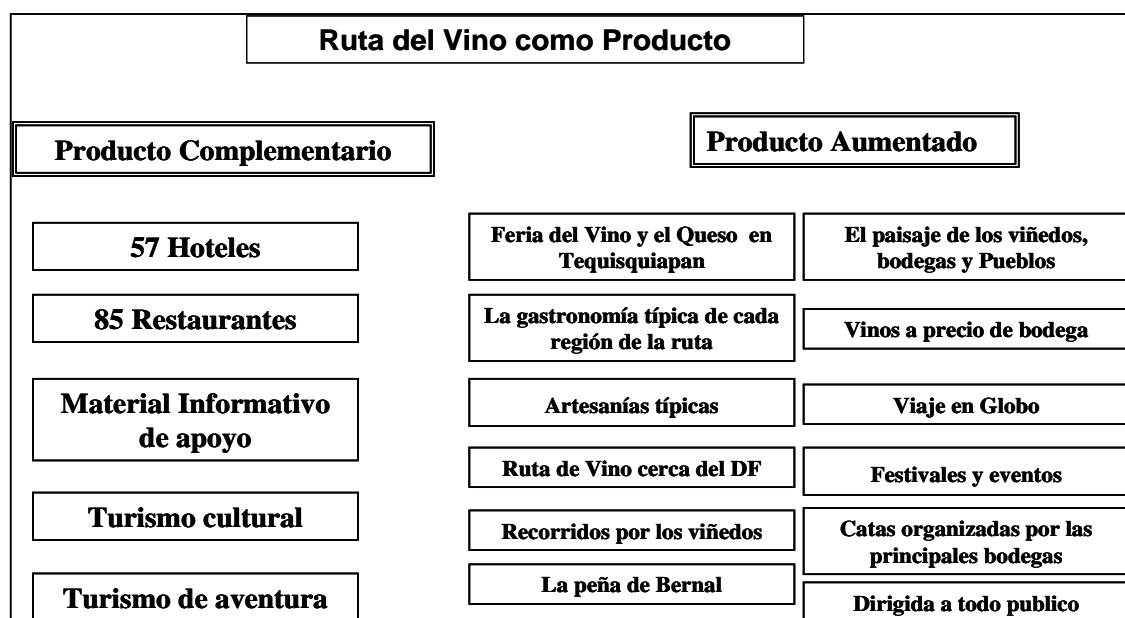 Ruta del Vino como Producto
Producto Complementario
57 Hoteles
85 Restaurantes
Material Informativo
de apoyo
Turismo cultural
Turismo de aventura
Producto Aumentado
Feria del Vino y el Queso en
Tequisquiapan
La gastronomía típica de cada
región de la ruta
Artesanías típicas
Ruta de Vino cerca del DF
Recorridos por los viñedos
La peña de Bernal
El paisaje de los viñedos,
bodegas y Pueblos
Vinos a precio de bodega
Viaje en Globo
Festivales y eventos
Catas organizadas por las
principales bodegas
Dirigida a todo publico